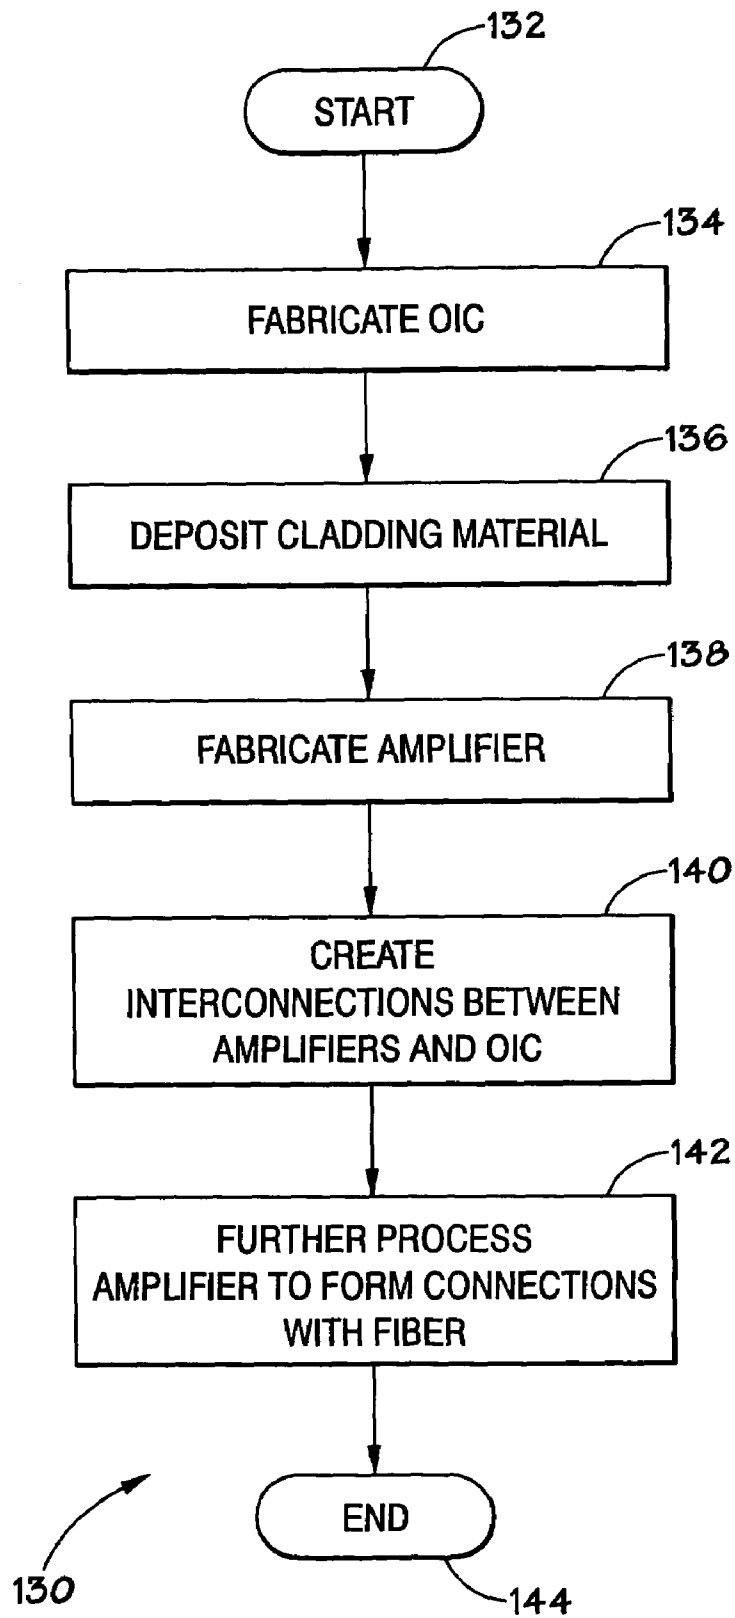 132
START
134
FABRICATE OIC
136
DEPOSIT CLADDING MATERIAL
138
FABRICATE AMPLIFIER
140
CREATE
INTERCONNECTIONS BETWEEN
AMPLIFIERS AND OIC
142
FURTHER PROCESS
AMPLIFIER TO FORM CONNECTIONS
WITH FIBER
END
130
144